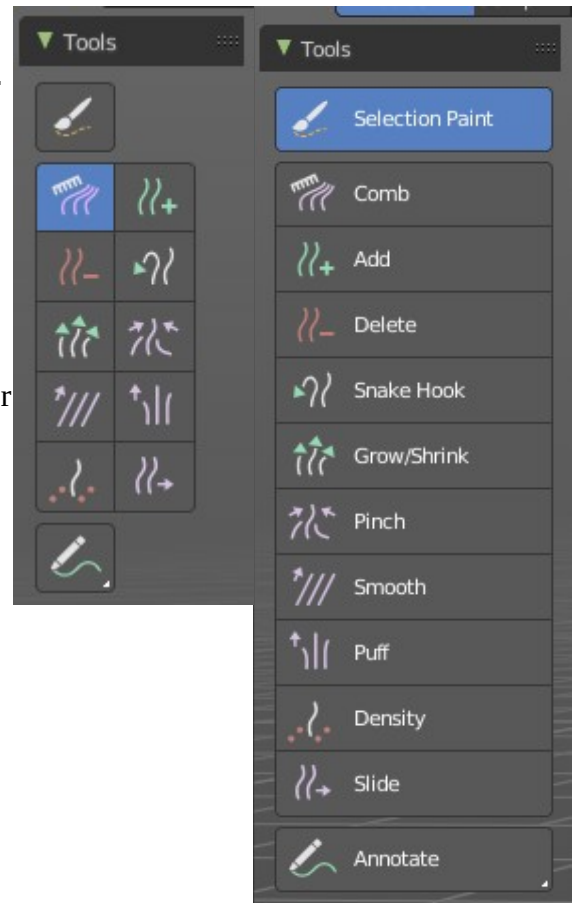 Tools
r
Tools
Selection Paint
Comb
Add
Delete
Snake Hook
Grow/Shrink
Pinch
Smooth
Puff
Density
Slide
Annotate